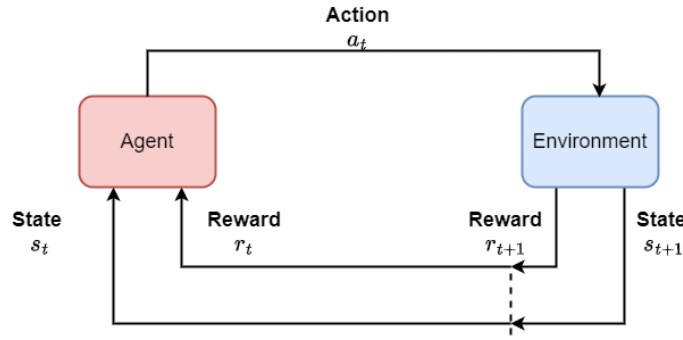 Action
a_t
Agent
Environment
State
s_t
Reward
r_t
Reward
r_{t+1}
State
s_{t+1}